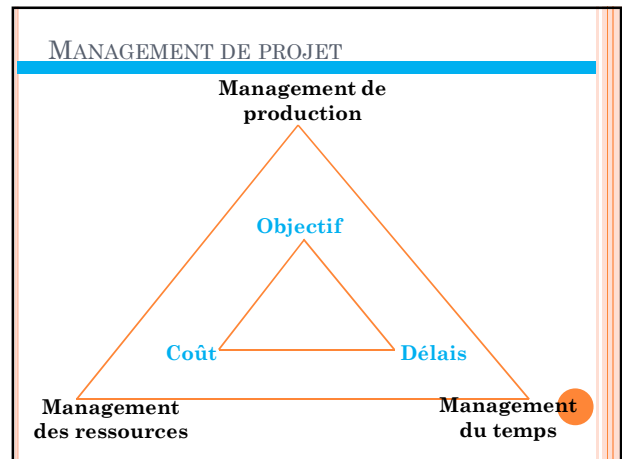 MANAGEMENT DE PROJET
Management de
production
Objectif
Coût
Délais
Management
des ressources
Management
du temps